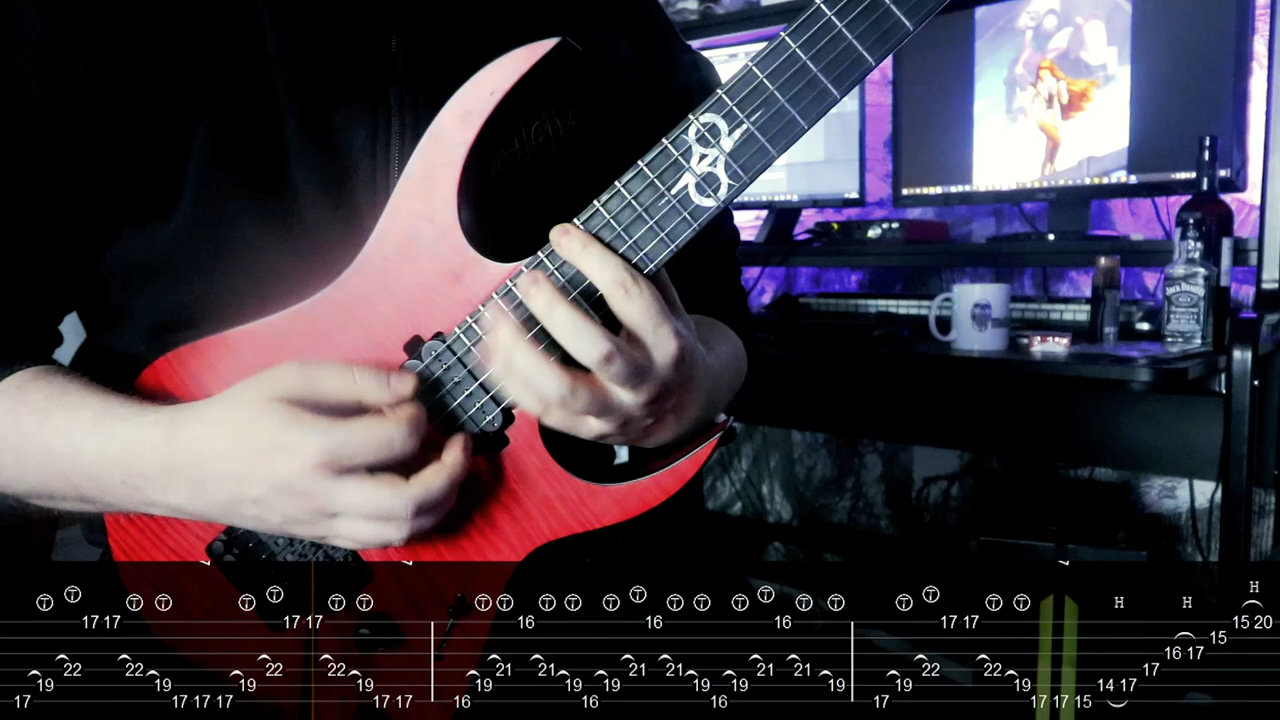 JACK DANIEL'S
T T T T T T T T T T T T T T T T T T T T T T T T H H H
17 17 17 17 16 16 16 17 17 15 20
15
16 17
22 22 22 22 21 21 21 21 21 21 22 22 17
19 19 19 19 19 19 19 19 19 19 19 19 14 17
17 17 17 17 17 17 16 16 16 17 17 17 15